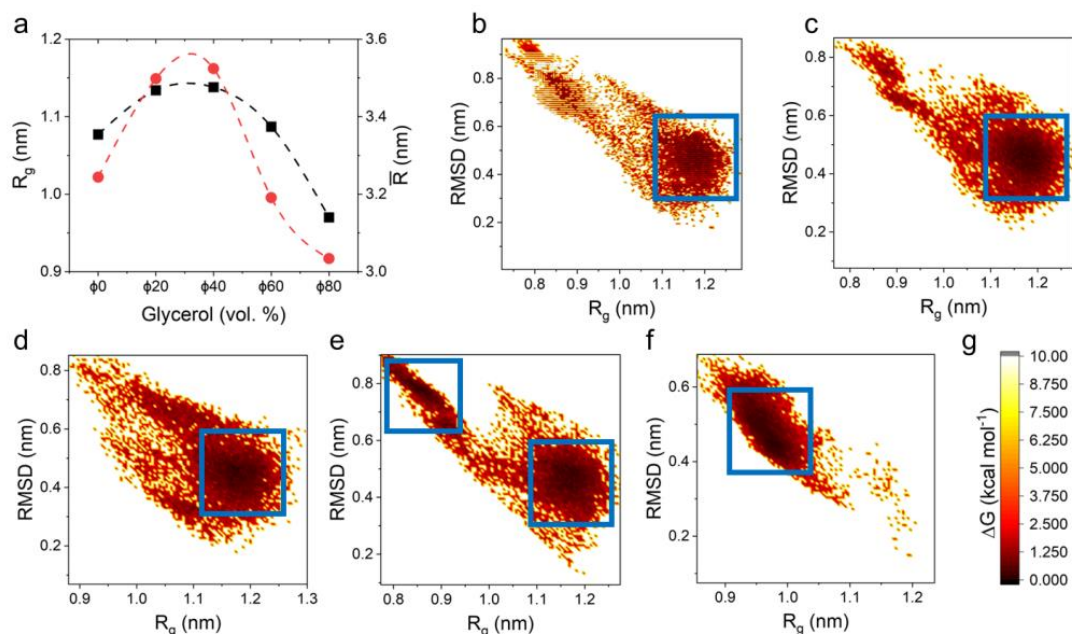 a
1.2
1.1
1.0
0.9
Rg (nm)
3.6
3.4
3.2
3.0
R̅ (nm)
ϕ0 ϕ20 ϕ40 ϕ60 ϕ80
Glycerol (vol. %)
b
0.8
0.6
0.4
0.2
RMSD (nm)
0.8 0.9 1.0 1.1 1.2
Rg (nm)
c
0.8
0.6
0.4
0.2
RMSD (nm)
0.8 0.9 1.0 1.1 1.2
Rg (nm)
d
0.8
0.6
0.4
0.2
RMSD (nm)
0.9 1.0 1.1 1.2 1.3
Rg (nm)
e
0.8
0.6
0.4
0.2
RMSD (nm)
0.8 0.9 1.0 1.1 1.2
Rg (nm)
f
0.6
0.4
0.2
RMSD (nm)
0.9 1.0 1.1 1.2
Rg (nm)
g
10.00
8.750
7.500
6.250
5.000
3.750
2.500
1.250
0.000
ΔG (kcal mol⁻¹)